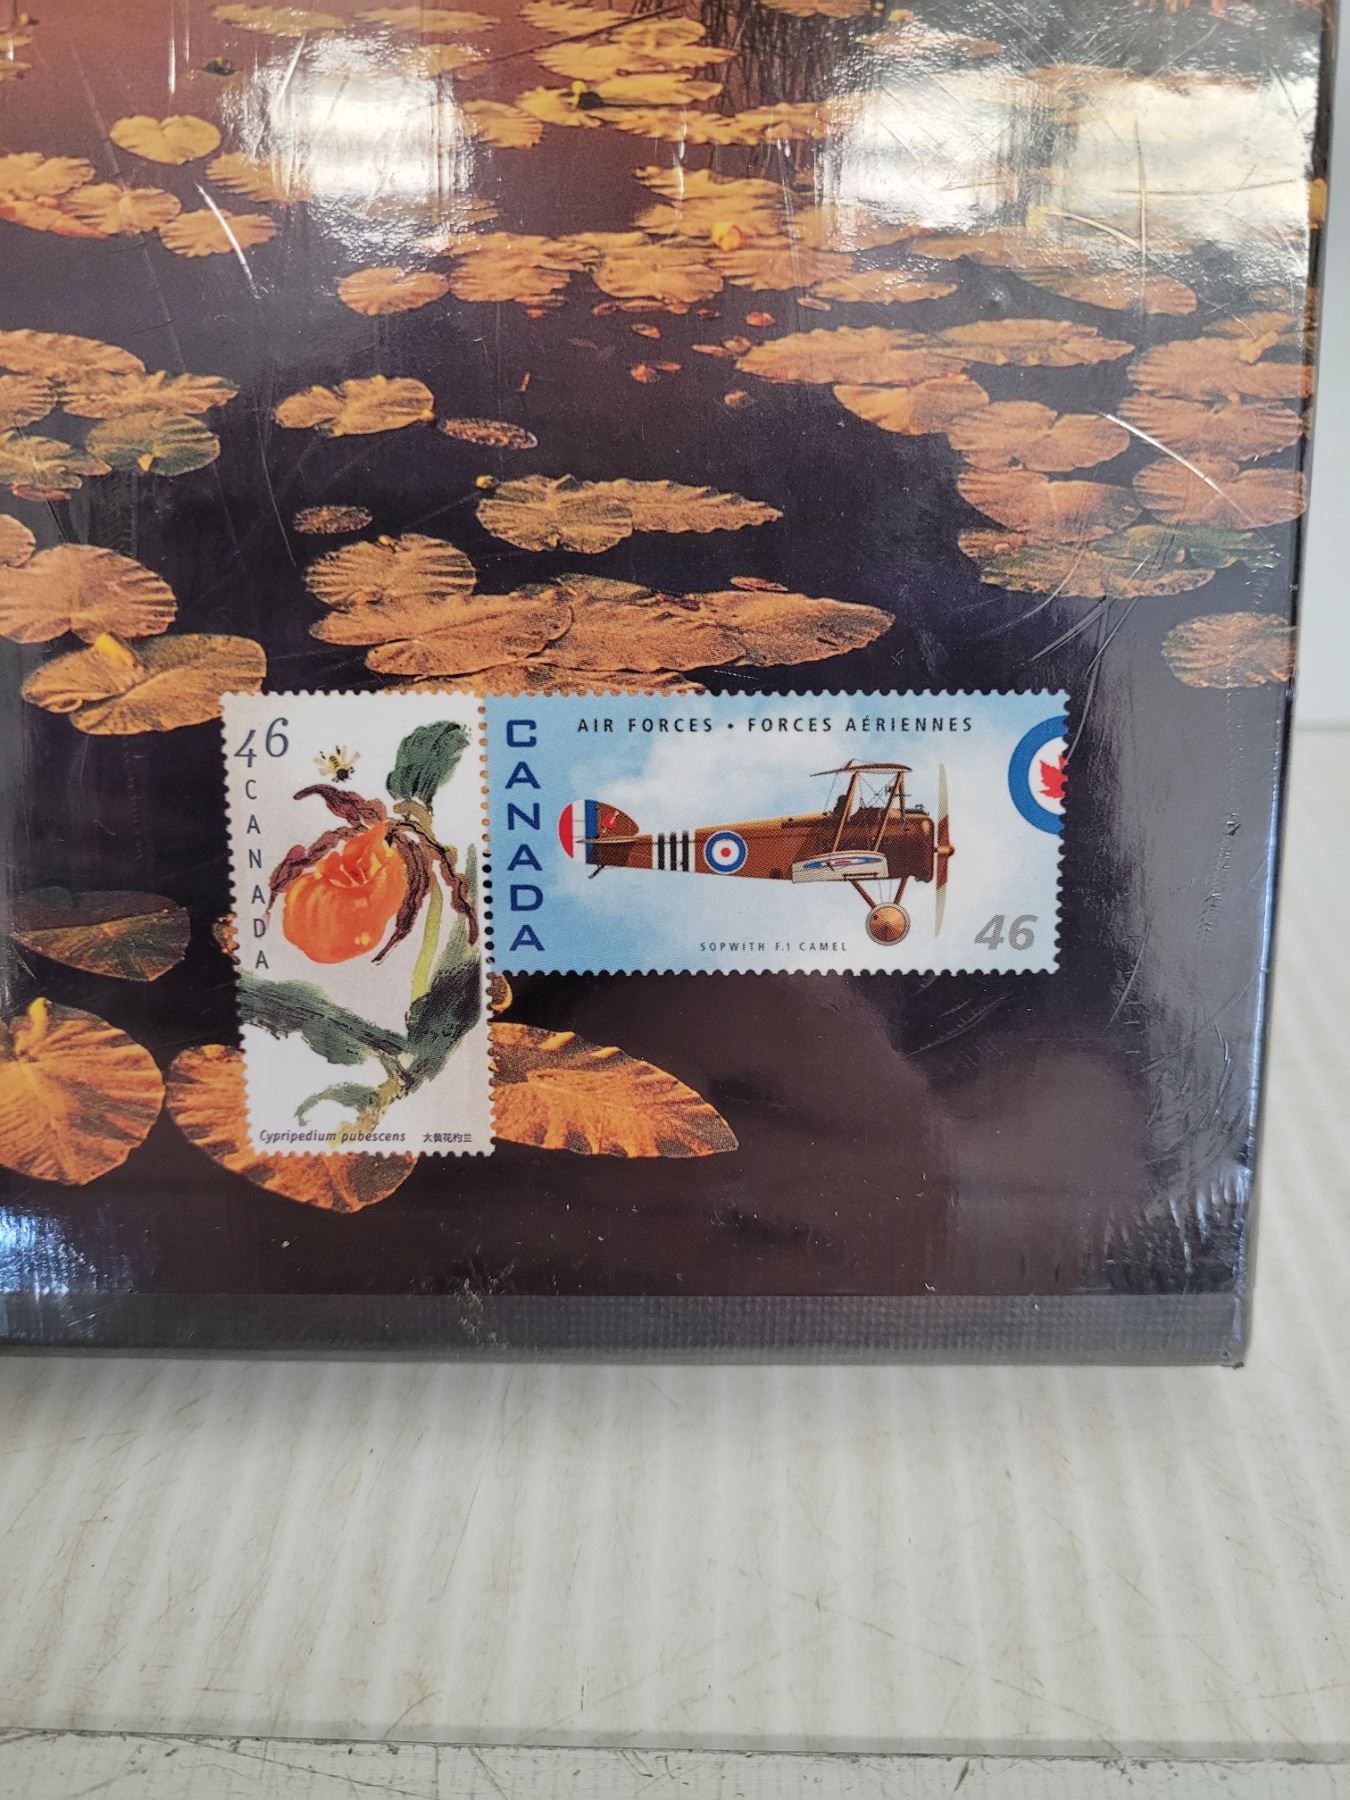 46
CANADA
Cypripedium pubescens 大黄花杓兰
CANADA
AIR FORCES • FORCES AÉRIENNES
SOPWITH F.1 CAMEL
46